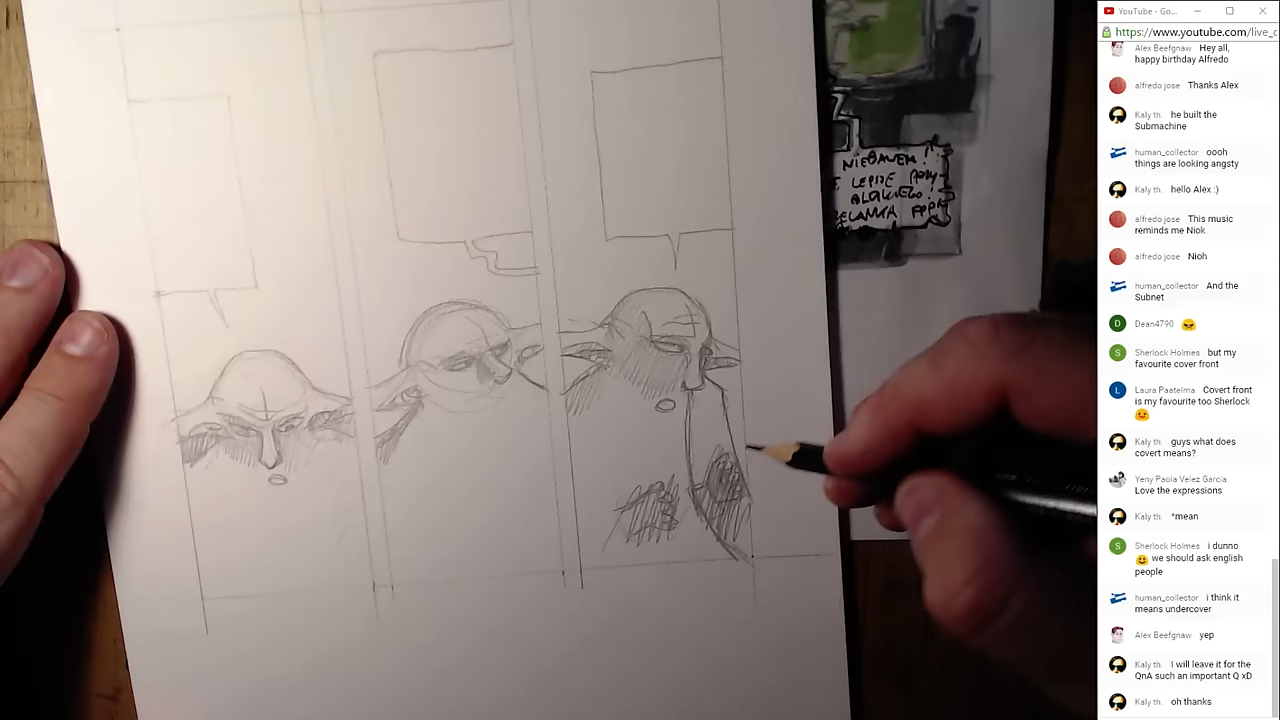 YouTube - Go...
https://www.youtube.com/live_c
Alex Beefgnaw Hey all,
happy birthday Alfredo
alfredo jose Thanks Alex
Kaly th. he built the
Submachine
human_collector oooh
things are looking angsty
Kaly th. hello Alex :)
alfredo jose This music
reminds me Niok
alfredo jose Nioh
human_collector And the
Subnet
Dean4790
Sherlock Holmes but my
favourite cover front
Laura Paatelma Covert front
is my favourite too Sherlock
Kaly th. guys what does
covert means?
Yeny Paola Velez Garcia
Love the expressions
Kaly th. *mean
Sherlock Holmes i dunno
we should ask english
people
human_collector i think it
means undercover
Alex Beefgnaw yep
Kaly th. I will leave it for the
QnA such an important Q xD
Kaly th. oh thanks
NIEBAWEM!
LEPSZE